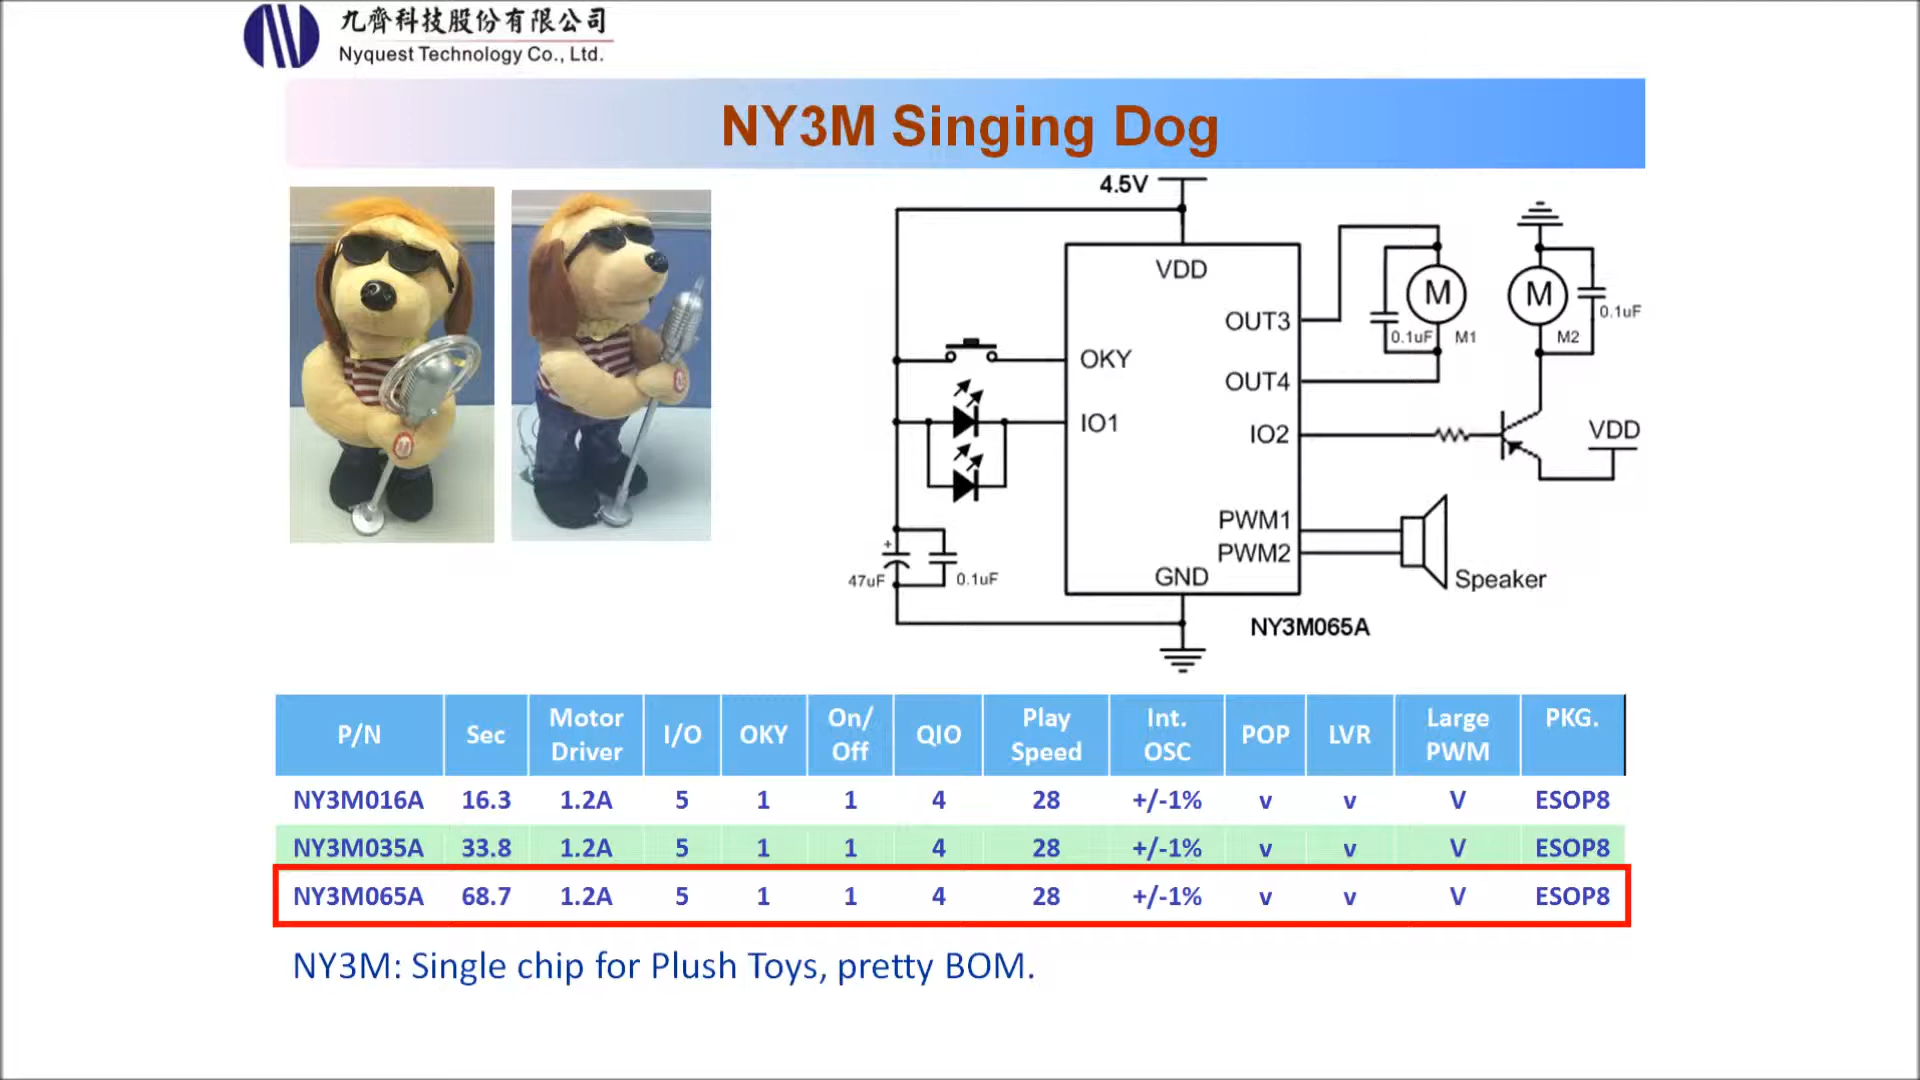 九齊科技股份有限公司
Nyquest Technology Co., Ltd.
NY3M Singing Dog
4.5V
VDD
OUT3
M
M
0.1uF
0.1uF
M1
M2
OKY
OUT4
IO1
IO2
VDD
PWM1
PWM2
+
47uF
0.1uF
GND
Speaker
NY3M065A
P/N Sec Motor Driver I/O OKY On/Off QIO Play Speed Int. OSC POP LVR Large PWM PKG.
NY3M016A 16.3 1.2A 5 1 1 4 28 +/-1% v v V ESOP8
NY3M035A 33.8 1.2A 5 1 1 4 28 +/-1% v v V ESOP8
NY3M065A 68.7 1.2A 5 1 1 4 28 +/-1% v v V ESOP8
NY3M: Single chip for Plush Toys, pretty BOM.